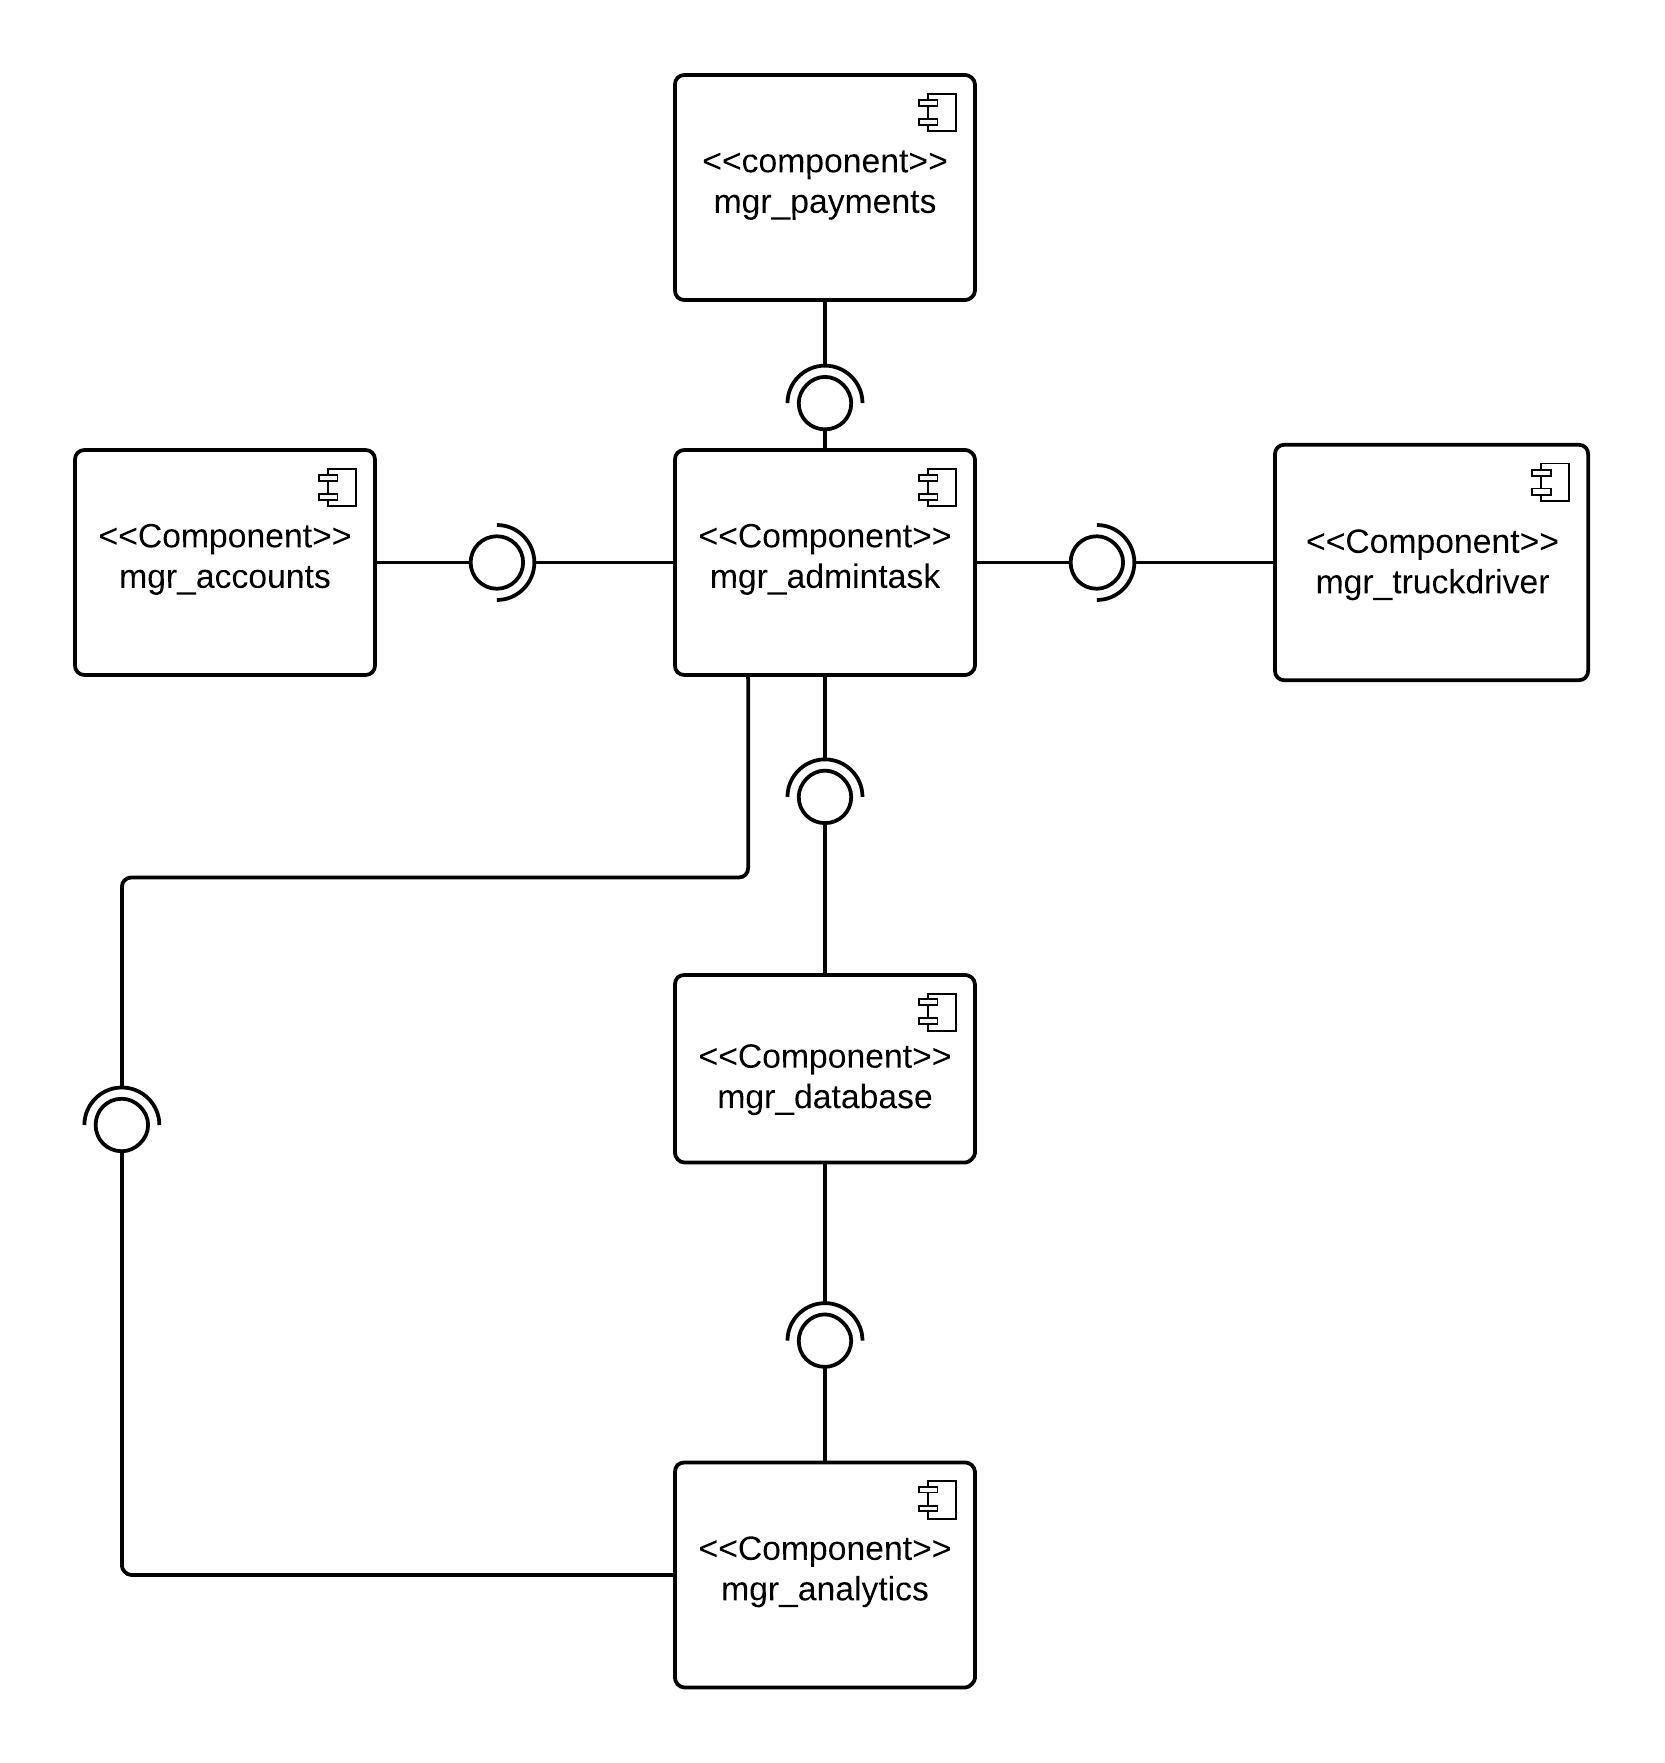 <<component>>
mgr_payments
<<Component>>
mgr_accounts
<<Component>>
mgr_admintask
<<Component>>
mgr_truckdriver
<<Component>>
mgr_database
<<Component>>
mgr_analytics